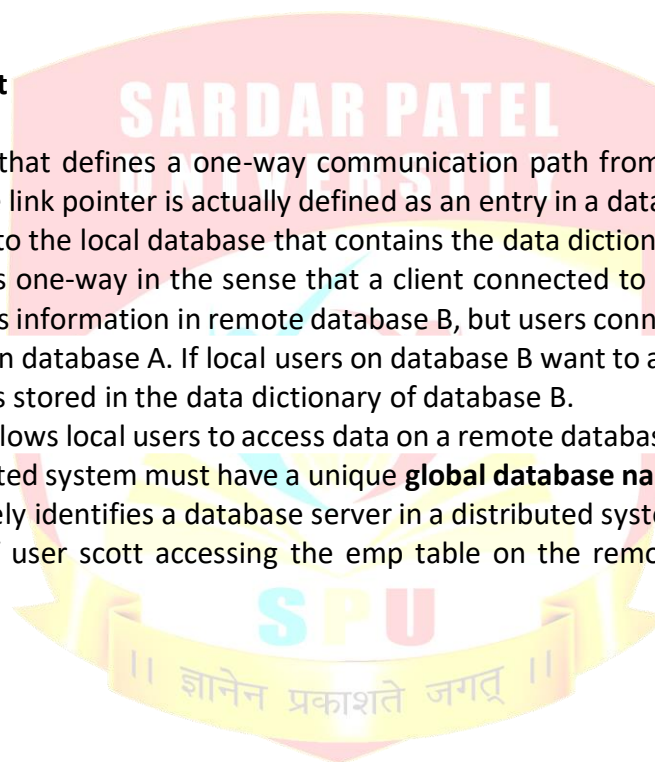 t
SARDAR PATEL
UNIVERSITY
that defines a one-way communication path from
link pointer is actually defined as an entry in a data
to the local database that contains the data diction
s one-way in the sense that a client connected to
s information in remote database B, but users conn
n database A. If local users on database B want to a
s stored in the data dictionary of database B.
lows local users to access data on a remote databas
ted system must have a unique global database na
ely identifies a database server in a distributed syste
user scott accessing the emp table on the remo
SPU
॥ ज्ञानेन प्रकाशते जगत् ॥